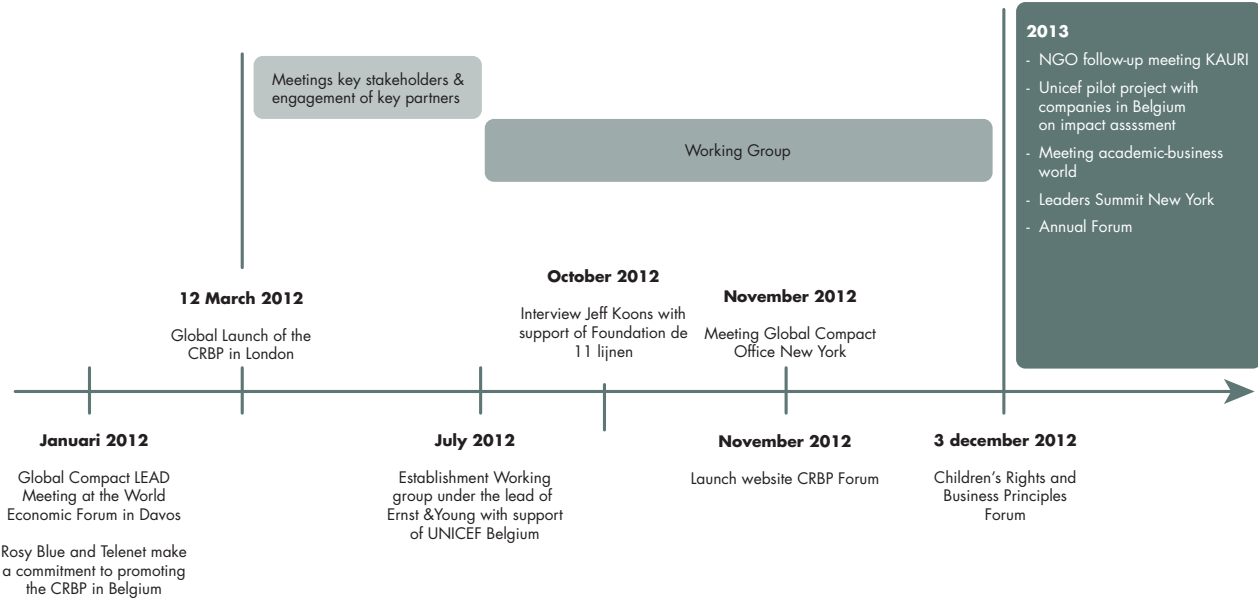 Meetings key stakeholders &
engagement of key partners
Working Group
2013
- NGO follow-up meeting KAURI
- Unicef pilot project with
companies in Belgium
on impact assssment
- Meeting academic-business
world
- Leaders Summit New York
- Annual Forum
12 March 2012
Global Launch of the
CRBP in London
October 2012
Interview Jeff Koons with
support of Foundation de
11 lijnen
November 2012
Meeting Global Compact
Office New York
Januari 2012
Global Compact LEAD
Meeting at the World
Economic Forum in Davos
Rosy Blue and Telenet make
a commitment to promoting
the CRBP in Belgium
July 2012
Establishment Working
group under the lead of
Ernst &Young with support
of UNICEF Belgium
November 2012
Launch website CRBP Forum
3 december 2012
Children's Rights and
Business Principles
Forum